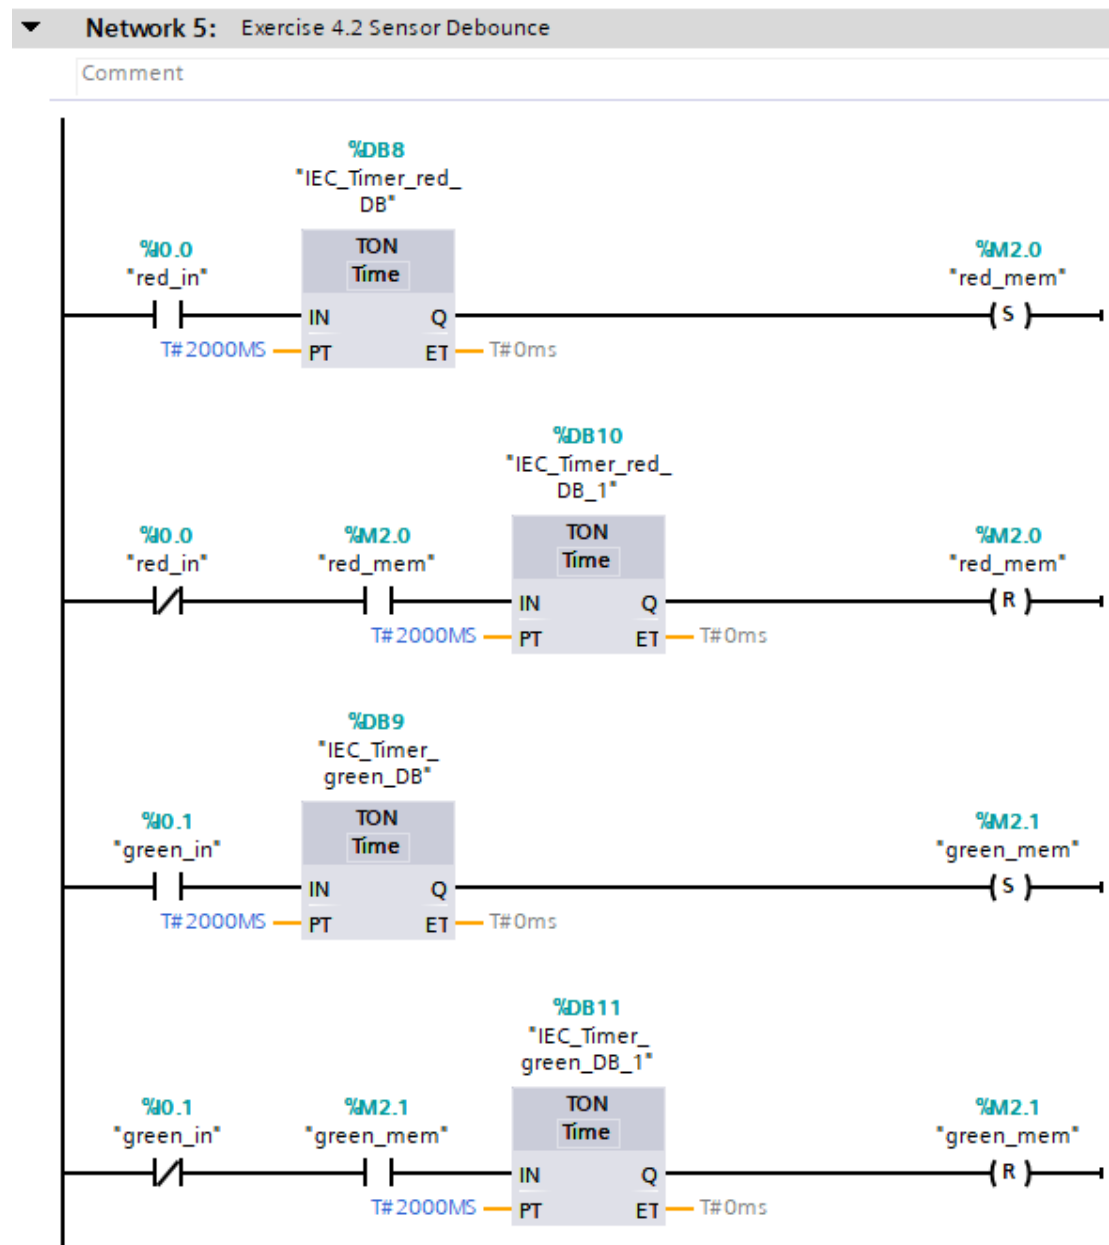 Network 5: Exercise 4.2 Sensor Debounce
Comment
%DB8
"IEC_Timer_red_
DB"
%I0.0
"red_in"
TON
Time
%M2.0
"red_mem"
IN Q
( S )
T#2000MS PT ET T#0ms
%DB10
"IEC_Timer_red_
DB_1"
%I0.0
"red_in"
%M2.0
"red_mem"
TON
Time
%M2.0
"red_mem"
IN Q
( R )
T#2000MS PT ET T#0ms
%DB9
"IEC_Timer_
green_DB"
%I0.1
"green_in"
TON
Time
%M2.1
"green_mem"
IN Q
( S )
T#2000MS PT ET T#0ms
%DB11
"IEC_Timer_
green_DB_1"
%I0.1
"green_in"
%M2.1
"green_mem"
TON
Time
%M2.1
"green_mem"
IN Q
( R )
T#2000MS PT ET T#0ms